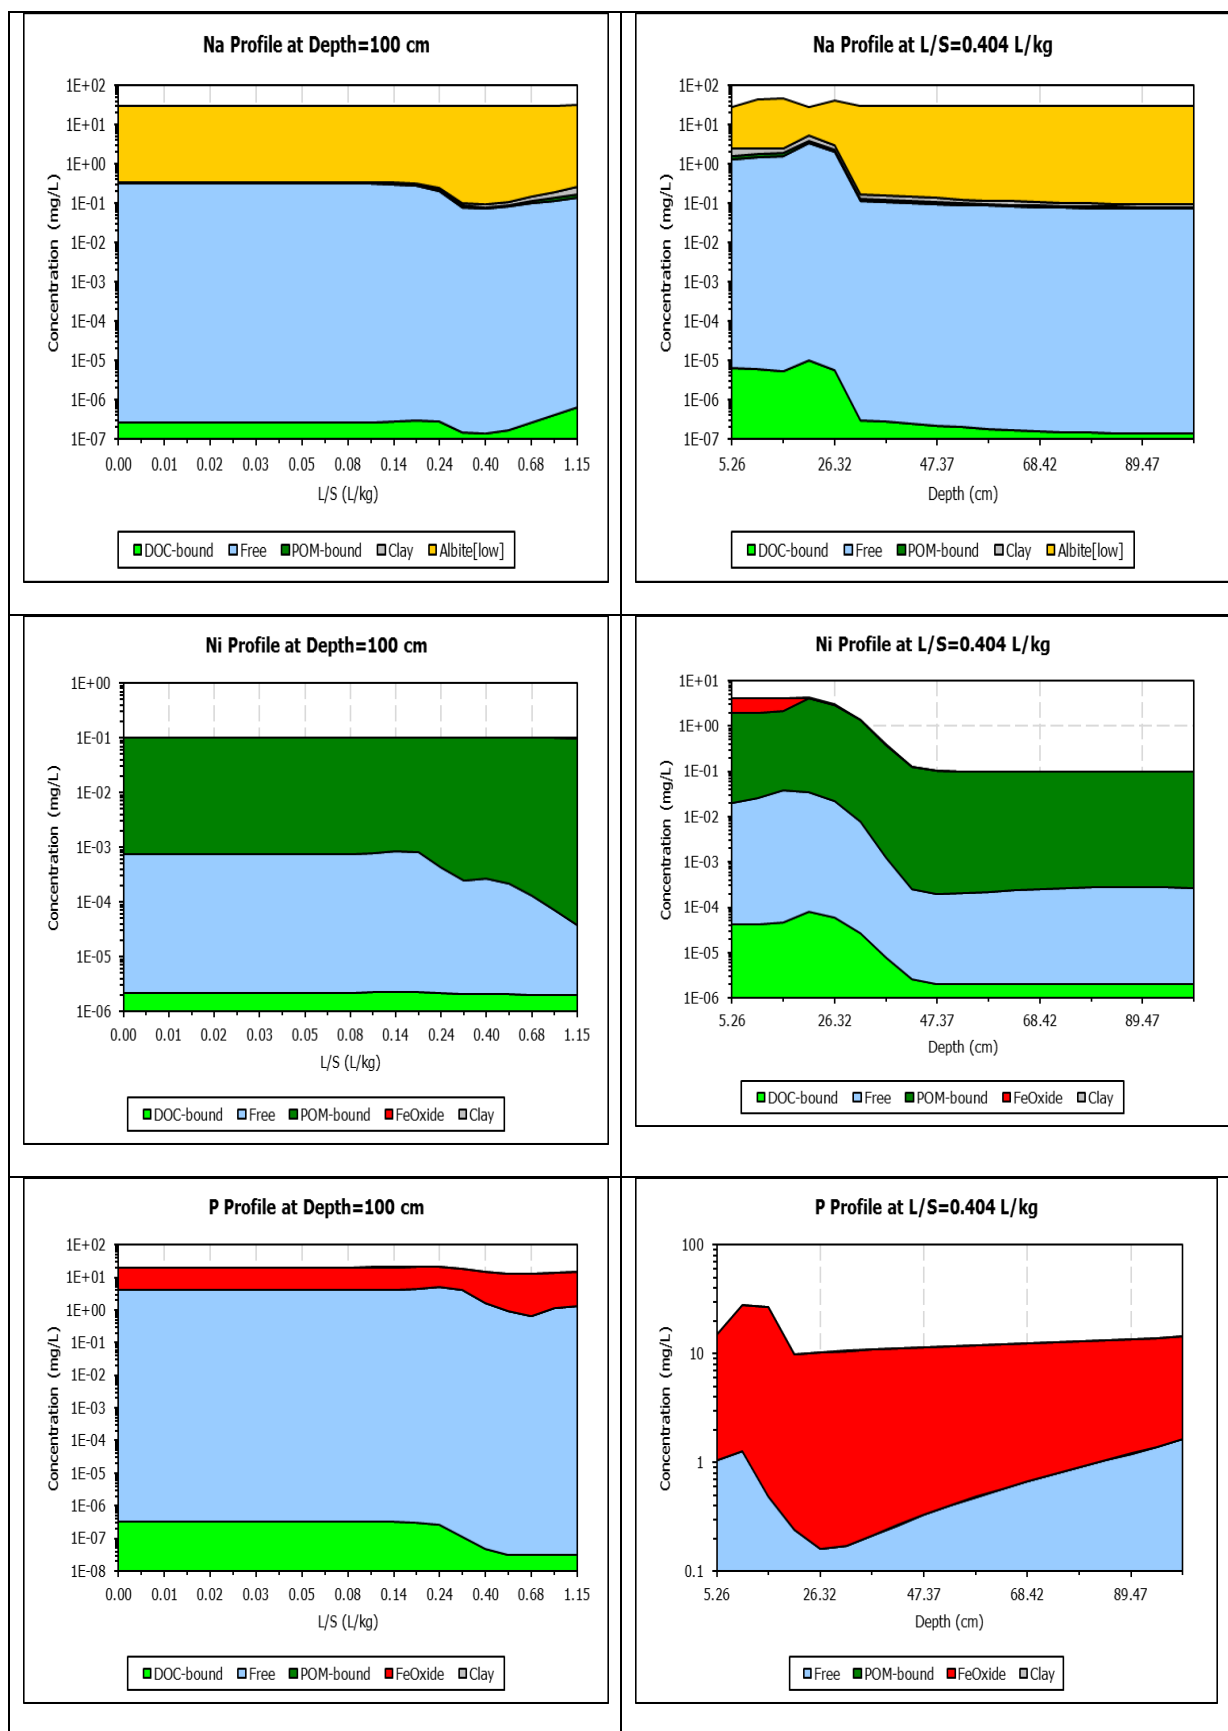 Na Profile at Depth=100 cm
1E+02
1E+01
1E+00
1E-01
1E-02
1E-03
1E-04
1E-05
1E-06
1E-07
Concentration (mg/L)
0.00 0.01 0.02 0.03 0.05 0.08 0.14 0.24 0.40 0.68 1.15
L/S (L/kg)
DOC-bound Free POM-bound Clay Albite[low]
Na Profile at L/S=0.404 L/kg
1E+02
1E+01
1E+00
1E-01
1E-02
1E-03
1E-04
1E-05
1E-06
1E-07
Concentration (mg/L)
5.26 26.32 47.37 68.42 89.47
Depth (cm)
DOC-bound Free POM-bound Clay Albite[low]
Ni Profile at Depth=100 cm
1E+00
1E-01
1E-02
1E-03
1E-04
1E-05
1E-06
Concentration (mg/L)
0.00 0.01 0.02 0.03 0.05 0.08 0.14 0.24 0.40 0.68 1.15
L/S (L/kg)
DOC-bound Free POM-bound FeOxide Clay
Ni Profile at L/S=0.404 L/kg
1E+01
1E+00
1E-01
1E-02
1E-03
1E-04
1E-05
1E-06
Concentration (mg/L)
5.26 26.32 47.37 68.42 89.47
Depth (cm)
DOC-bound Free POM-bound FeOxide Clay
P Profile at Depth=100 cm
1E+02
1E+01
1E+00
1E-01
1E-02
1E-03
1E-04
1E-05
1E-06
1E-07
1E-08
Concentration (mg/L)
0.00 0.01 0.02 0.03 0.05 0.08 0.14 0.24 0.40 0.68 1.15
L/S (L/kg)
DOC-bound Free POM-bound FeOxide Clay
P Profile at L/S=0.404 L/kg
100
10
1
0.1
Concentration (mg/L)
5.26 26.32 47.37 68.42 89.47
Depth (cm)
Free POM-bound FeOxide Clay